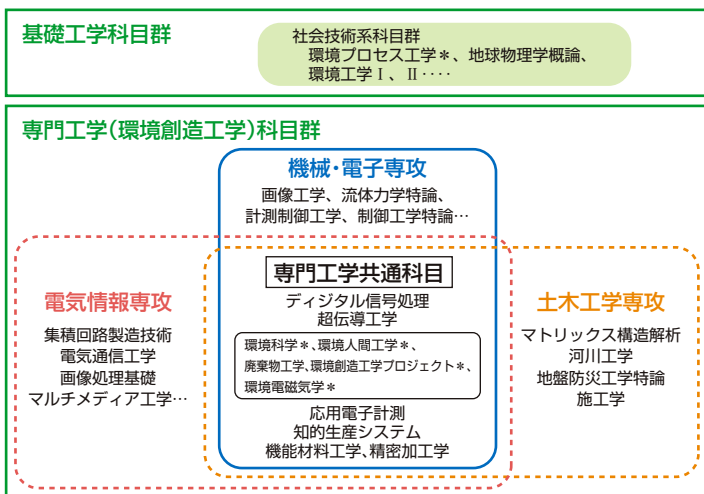 基礎工学科目群
社会技術系科目群
環境プロセス工学＊、地球物理学概論、
環境工学Ⅰ、Ⅱ‥‥
専門工学(環境創造工学)科目群
機械・電子専攻
画像工学、流体力学特論、
計測制御工学、制御工学特論…
専門工学共通科目
ディジタル信号処理
超伝導工学
環境科学＊、環境人間工学＊、
廃棄物工学、環境創造工学プロジェクト＊、
環境電磁気学＊
応用電子計測
知的生産システム
機能材料工学、精密加工学
電気情報専攻
集積回路製造技術
電気通信工学
画像処理基礎
マルチメディア工学…
土木工学専攻
マトリックス構造解析
河川工学
地盤防災工学特論
施工学